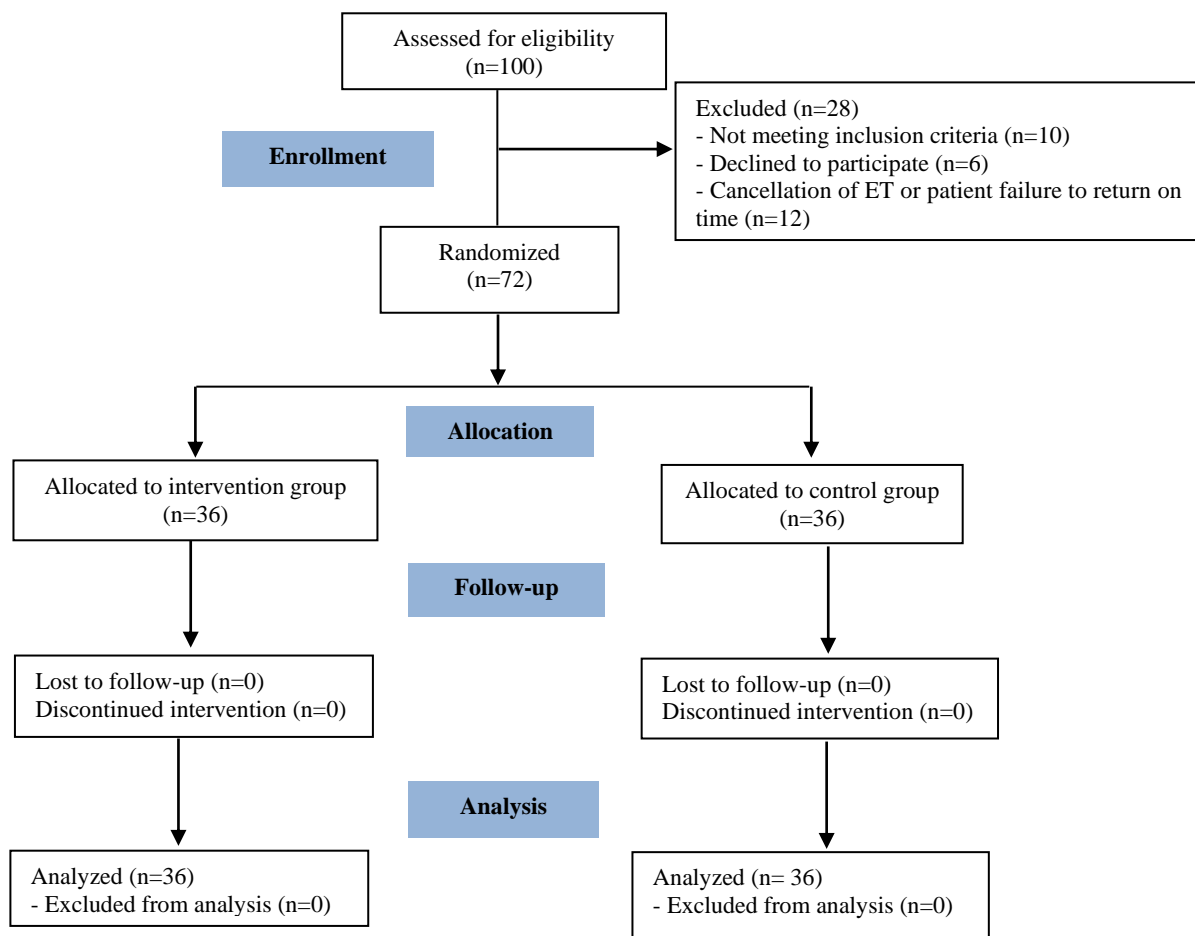 Assessed for eligibility
(n=100)
Excluded (n=28)
- Not meeting inclusion criteria (n=10)
- Declined to participate (n=6)
- Cancellation of ET or patient failure to return on
time (n=12)
Enrollment
Randomized
(n=72)
Allocation
Allocated to intervention group
(n=36)
Allocated to control group
(n=36)
Follow-up
Lost to follow-up (n=0)
Discontinued intervention (n=0)
Lost to follow-up (n=0)
Discontinued intervention (n=0)
Analysis
Analyzed (n=36)
- Excluded from analysis (n=0)
Analyzed (n= 36)
- Excluded from analysis (n=0)